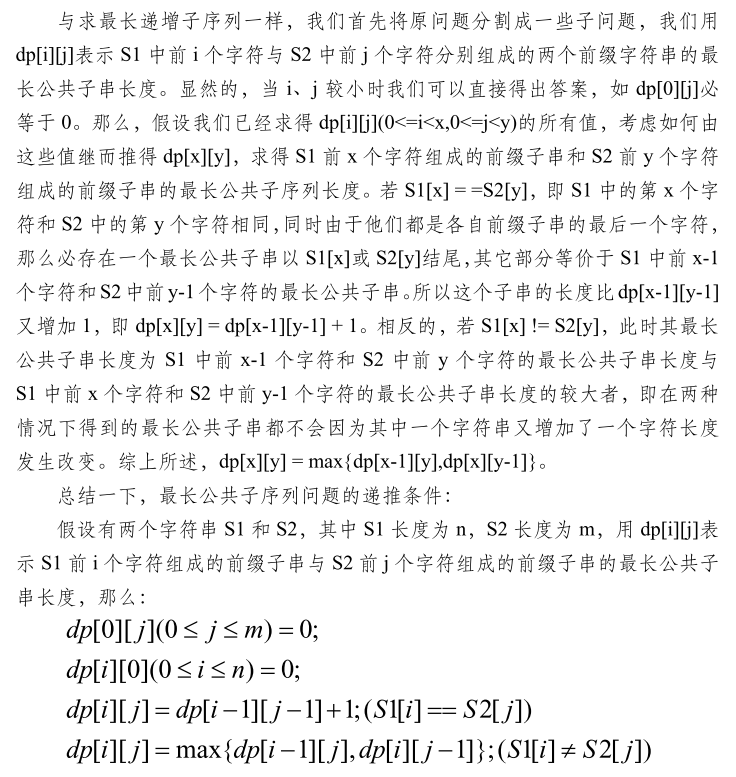 与求最长递增子序列一样，我们首先将原问题分割成一些子问题，我们用
dp[i][j]表示 S1 中前 i 个字符与 S2 中前 j 个字符分别组成的两个前缀字符串的最
长公共子串长度。显然的，当 i、j 较小时我们可以直接得出答案，如 dp[0][j]必
等于 0。那么，假设我们已经求得 dp[i][j](0<=i<x,0<=j<y)的所有值，考虑如何由
这些值继而推得 dp[x][y]，求得 S1 前 x 个字符组成的前缀子串和 S2 前 y 个字符
组成的前缀子串的最长公共子序列长度。若 S1[x] = =S2[y]，即 S1 中的第 x 个字
符和 S2 中的第 y 个字符相同，同时由于他们都是各自前缀子串的最后一个字符，
那么必存在一个最长公共子串以 S1[x]或 S2[y]结尾，其它部分等价于 S1 中前 x-1
个字符和 S2 中前 y-1 个字符的最长公共子串。所以这个子串的长度比 dp[x-1][y-1]
又增加 1，即 dp[x][y] = dp[x-1][y-1] + 1。相反的，若 S1[x] != S2[y]，此时其最长
公共子串长度为 S1 中前 x-1 个字符和 S2 中前 y 个字符的最长公共子串长度与
S1 中前 x 个字符和 S2 中前 y-1 个字符的最长公共子串长度的较大者，即在两种
情况下得到的最长公共子串都不会因为其中一个字符串又增加了一个字符长度
发生改变。综上所述，dp[x][y] = max{dp[x-1][y],dp[x][y-1]}。
总结一下，最长公共子序列问题的递推条件：
假设有两个字符串 S1 和 S2，其中 S1 长度为 n，S2 长度为 m，用 dp[i][j]表
示 S1 前 i 个字符组成的前缀子串与 S2 前 j 个字符组成的前缀子串的最长公共子
串长度，那么：
dp[0][j](0 ≤ j ≤ m) = 0;
dp[i][0](0 ≤ i ≤ n) = 0;
dp[i][j] = dp[i−1][j−1]+1;(S1[i] == S2[j])
dp[i][j] = max{dp[i−1][j],dp[i][j−1]};(S1[i] ≠ S2[j])